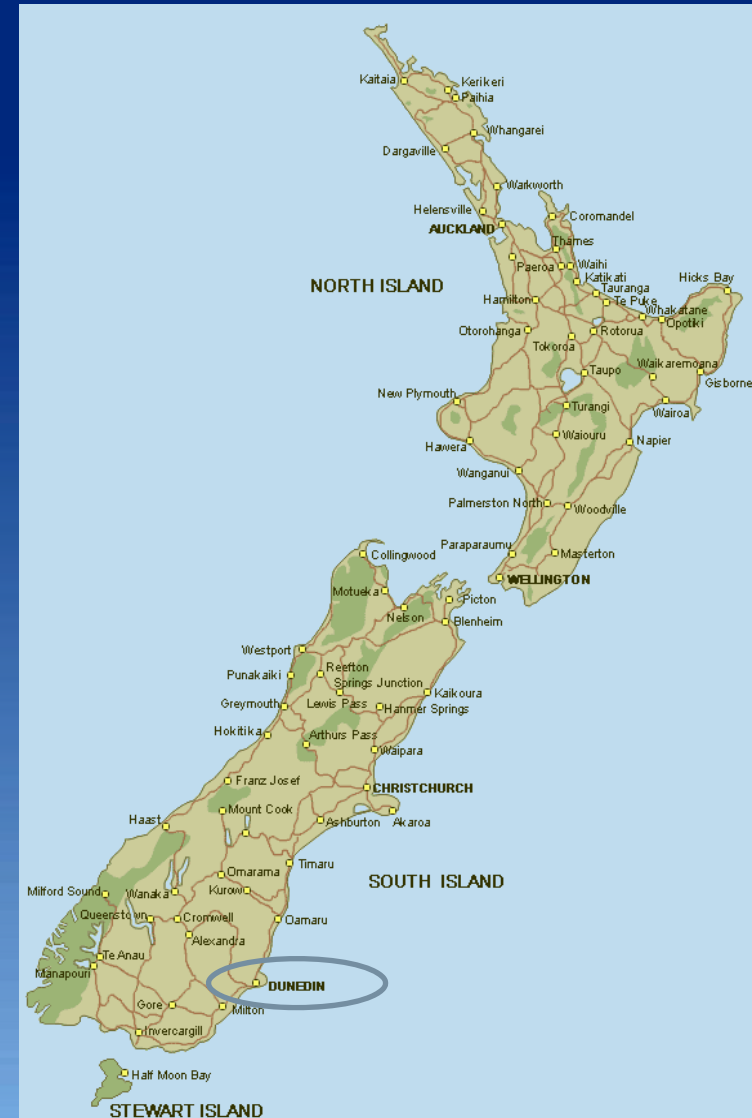 Kaitaia
Kerikeri
Paihia
Whangarei
Dargaville
Warkworth
Helensville
Coromandel
AUCKLAND
Thames
Paeroa
Waihi
Katikati
Hicks Bay
NORTH ISLAND
Tauranga
Hamilton
Te Puke
Whakatane
Opotiki
Otorohanga
Rotorua
Tokoroa
Waikaremoana
Taupo
Gisborne
New Plymouth
Turangi
Wairoa
Waiouru
Napier
Hawera
Wanganui
Palmerston North
Woodville
Paraparaumu
Masterton
Collingwood
WELLINGTON
Motueka
Picton
Nelson
Blenheim
Westport
Punakaiki
Reefton
Springs Junction
Kaikoura
Greymouth
Lewis Pass
Hanmer Springs
Hokitika
Arthurs Pass
Waipara
Franz Josef
CHRISTCHURCH
Mount Cook
Haast
Ashburton
Akaroa
Timaru
Omarama
SOUTH ISLAND
Milford Sound
Wanaka
Kurow
Queenstown
Cromwell
Oamaru
Alexandra
Te Anau
Manapouri
DUNEDIN
Gore
Milton
Invercargill
Half Moon Bay
STEWART ISLAND